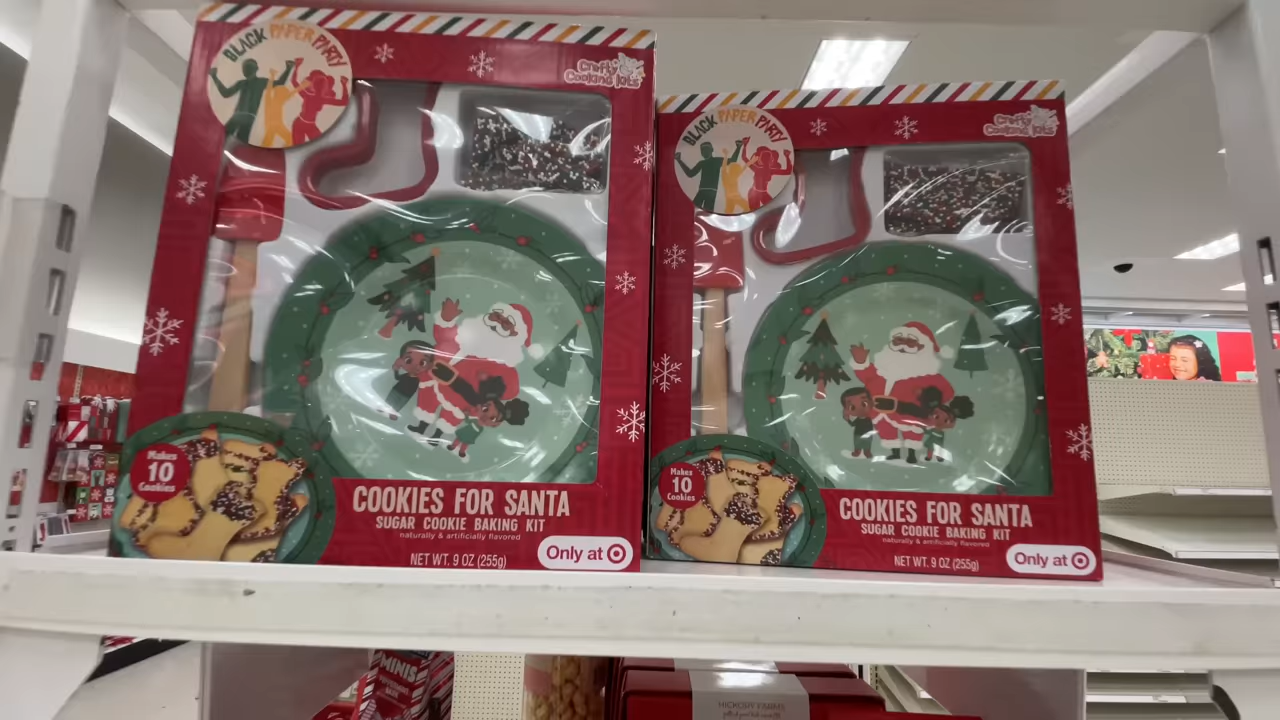 BLACK PAPER PARTY
Crafty
Cooking Kits
Makes
10
Cookies
COOKIES FOR SANTA
SUGAR COOKIE BAKING KIT
naturally & artificially flavored
NET WT. 9 OZ (255g)
Only at
BLACK PAPER PARTY
Crafty
Cooking Kits
Makes
10
Cookies
COOKIES FOR SANTA
SUGAR COOKIE BAKING KIT
naturally & artificially flavored
NET WT. 9 OZ (255g)
Only at
MINIS
HICKORY FARMS